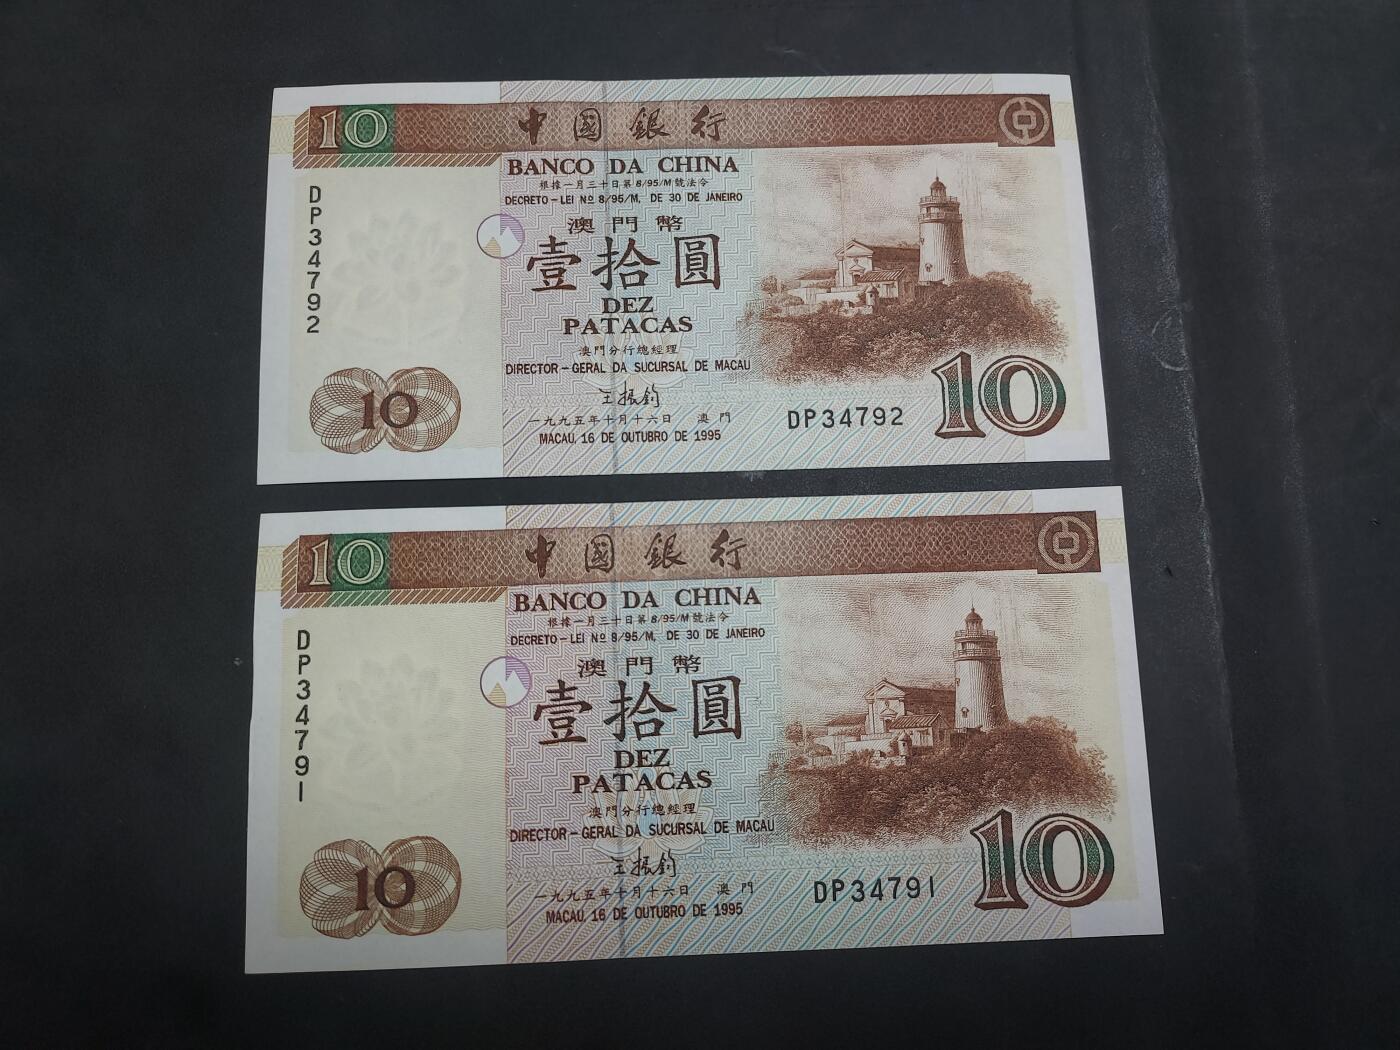 10
中國銀行
BANCO DA CHINA
根據一月三十日第8/95/M號法令
DECRETO-LEI Nº 8/95/M, DE 30 DE JANEIRO
DP34792
澳門幣
壹拾圓
DEZ
PATACAS
澳門分行總經理
DIRECTOR-GERAL DA SUCURSAL DE MACAU
王振鈞
10
一九九五年十月十六日 澳門
MACAU, 16 DE OUTUBRO DE 1995
DP34792
10
10
中國銀行
BANCO DA CHINA
根據一月三十日第8/95/M號法令
DECRETO-LEI Nº 8/95/M, DE 30 DE JANEIRO
DP34791
澳門幣
壹拾圓
DEZ
PATACAS
澳門分行總經理
DIRECTOR-GERAL DA SUCURSAL DE MACAU
王振鈞
10
一九九五年十月十六日 澳門
MACAU, 16 DE OUTUBRO DE 1995
DP34791
10